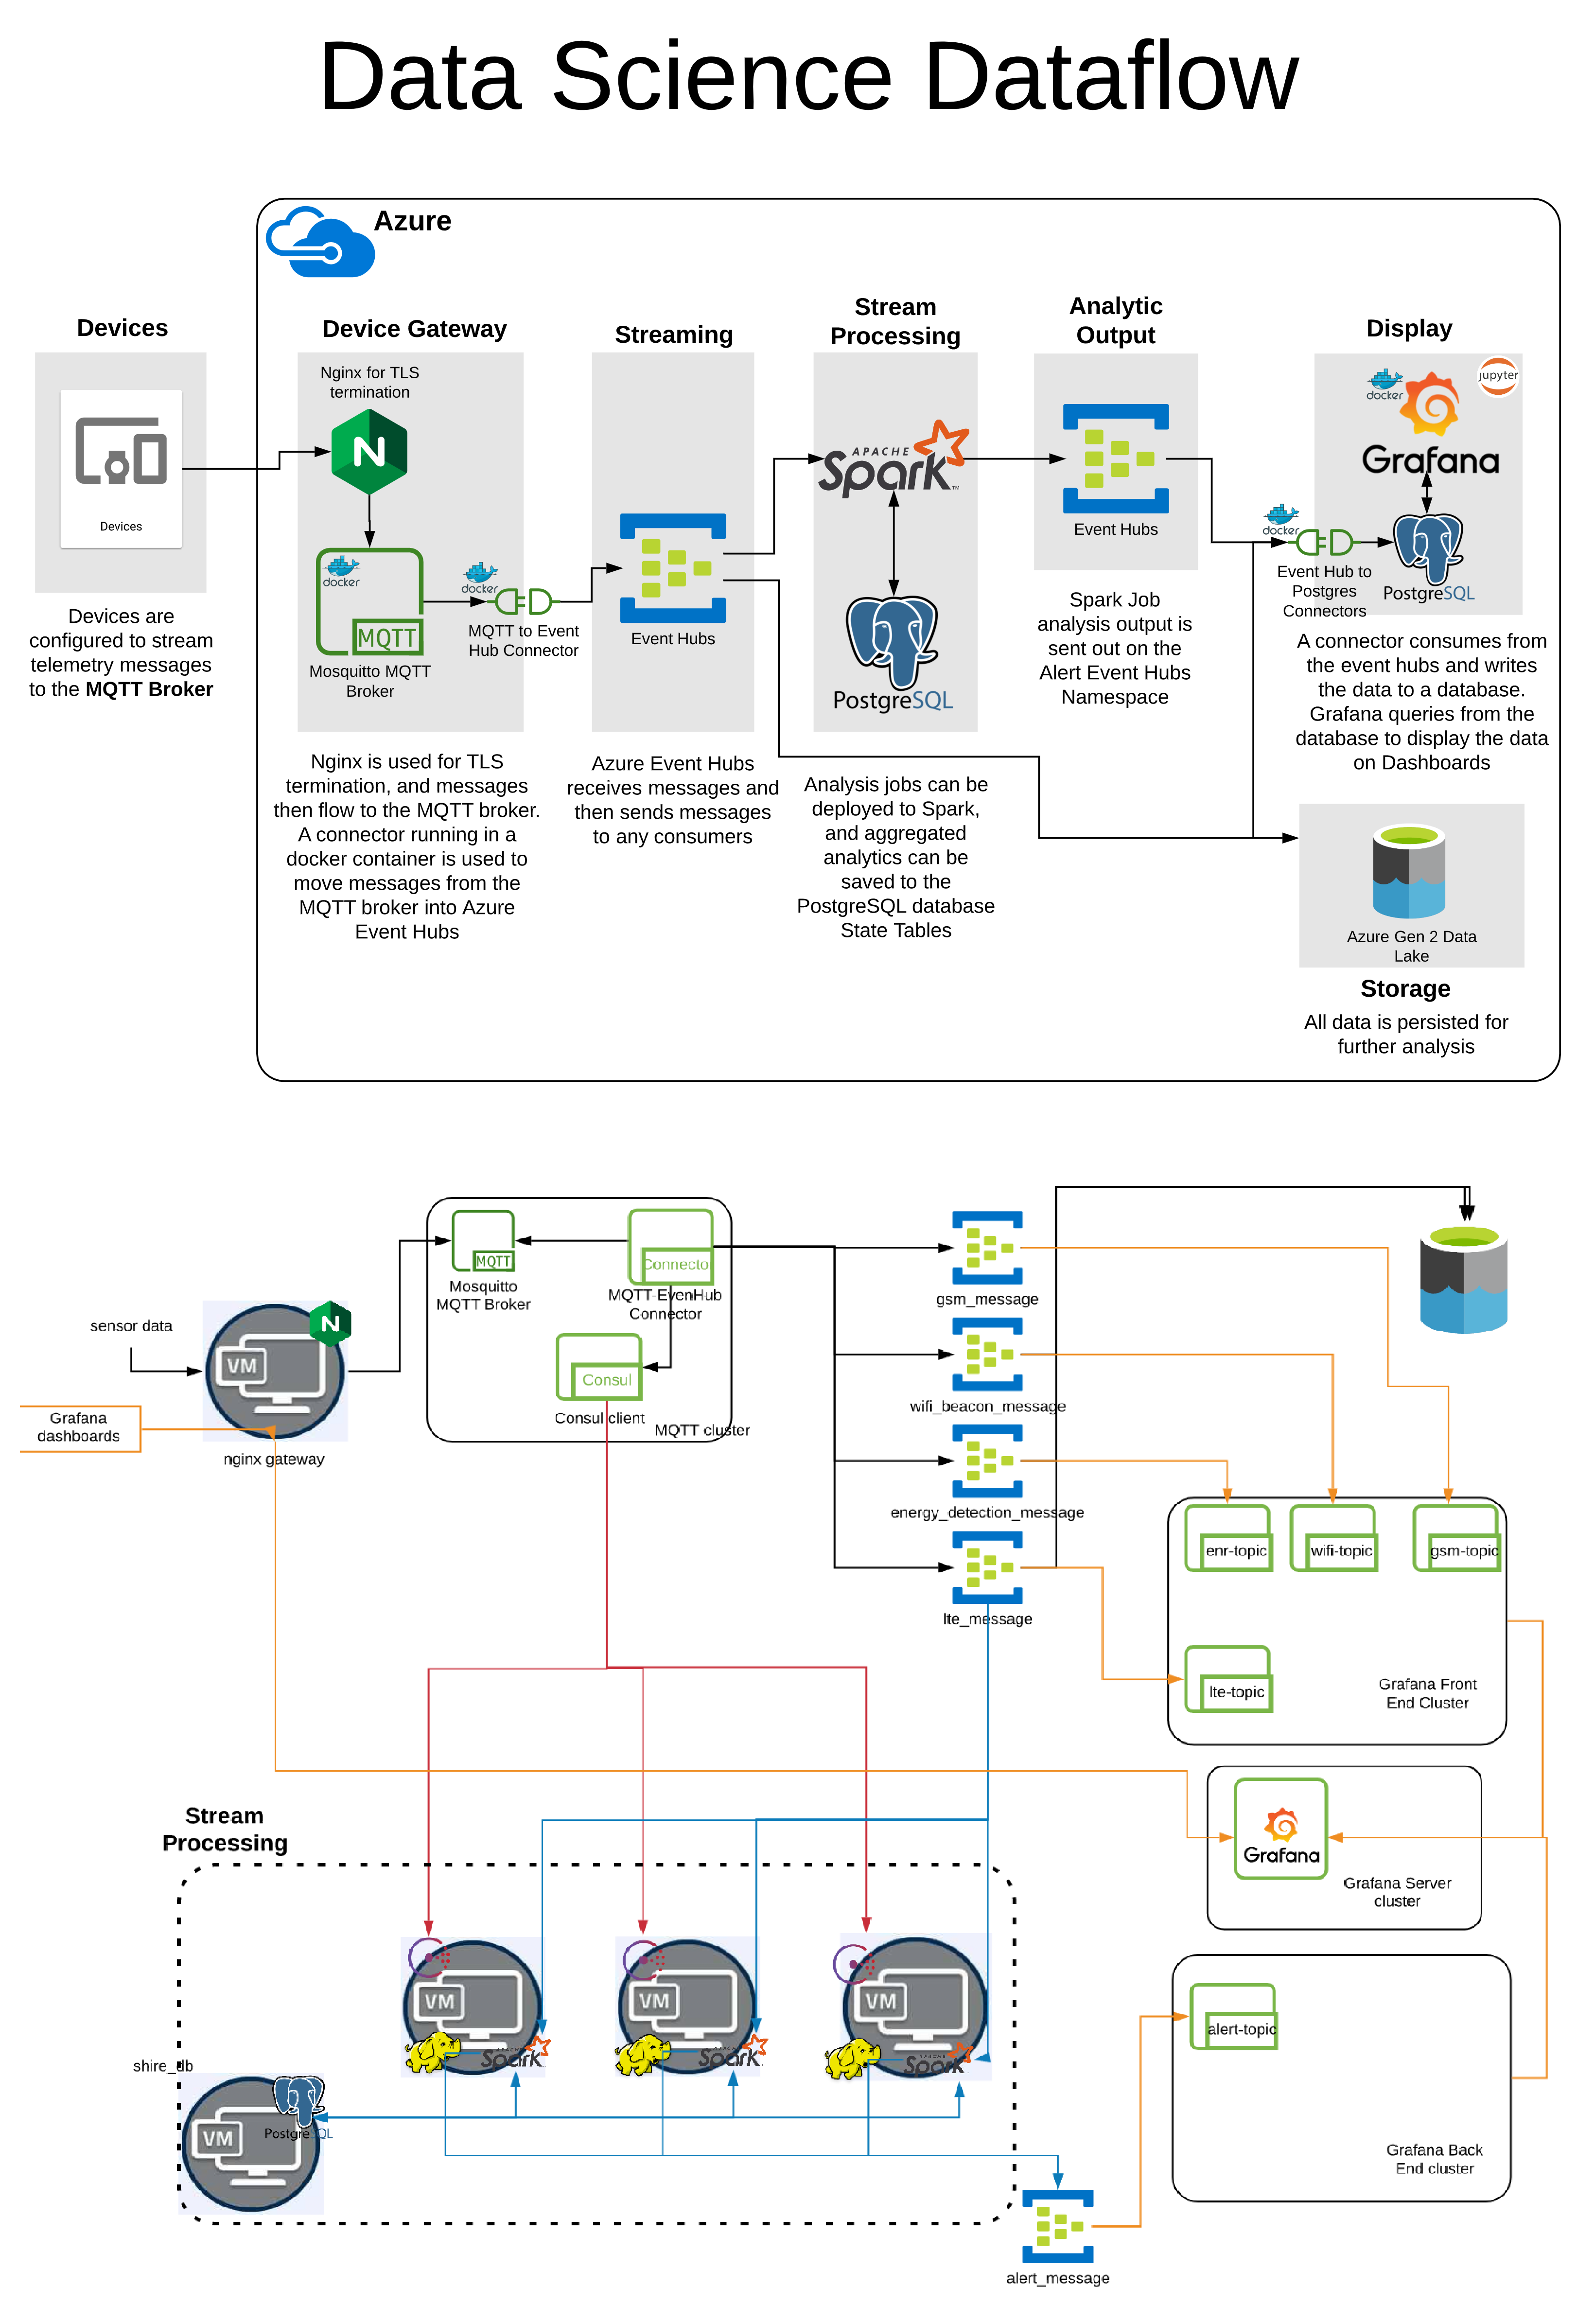 Data Science Dataflow
Azure
Devices
Device Gateway
Streaming
Stream
Processing
Analytic
Output
Display
Nginx for TLS
termination
docker
jupyter
Grafana
APACHE
Spark
TM
Devices
Event Hubs
docker
MQTT
docker
Mosquitto MQTT
Broker
MQTT to Event
Hub Connector
Event Hubs
docker
Event Hub to
Postgres
Connectors
PostgreSQL
PostgreSQL
Devices are
configured to stream
telemetry messages
to the MQTT Broker
Spark Job
analysis output is
sent out on the
Alert Event Hubs
Namespace
A connector consumes from
the event hubs and writes
the data to a database.
Grafana queries from the
database to display the data
on Dashboards
Nginx is used for TLS
termination, and messages
then flow to the MQTT broker.
A connector running in a
docker container is used to
move messages from the
MQTT broker into Azure
Event Hubs
Azure Event Hubs
receives messages and
then sends messages
to any consumers
Analysis jobs can be
deployed to Spark,
and aggregated
analytics can be
saved to the
PostgreSQL database
State Tables
Azure Gen 2 Data
Lake
Storage
All data is persisted for
further analysis
MQTT
Mosquitto
MQTT Broker
Connecto
MQTT-EvenHub
Connector
Consul
Consul client
MQTT cluster
sensor data
N
VM
Grafana
dashboards
nginx gateway
gsm_message
wifi_beacon_message
energy_detection_message
lte_message
enr-topic
wifi-topic
gsm-topic
lte-topic
Grafana Front
End Cluster
Grafana
Grafana Server
cluster
Stream
Processing
VM
APACHE
Spark
VM
APACHE
Spark
VM
APACHE
Spark
shire_db
VM
PostgreSQL
alert-topic
Grafana Back
End cluster
alert_message